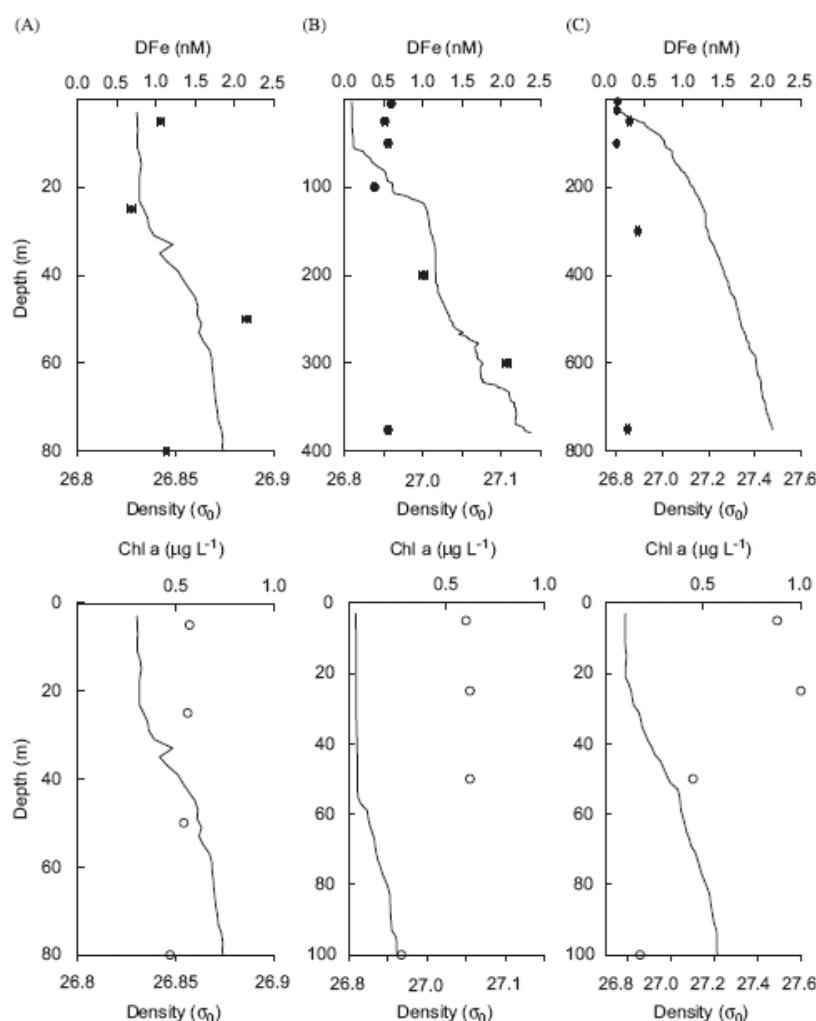 (A) (B) (C)
DFe (nM) DFe (nM) DFe (nM)
0.0 0.5 1.0 1.5 2.0 2.5 0.0 0.5 1.0 1.5 2.0 2.5 0.0 0.5 1.0 1.5 2.0 2.5
20 100 200
40 200 400
60 300 600
80 400 800
Depth (m)
26.8 26.85 26.9 26.8 27.0 27.1 26.8 27.0 27.2 27.4 27.6
Density (σ₀) Density (σ₀) Density (σ₀)
Chl a (µg L⁻¹) Chl a (µg L⁻¹) Chl a (µg L⁻¹)
0.5 1.0 0.5 1.0 0.5 1.0
0 0 0
20 20 20
40 40 40
60 60 60
80 80 80
100 100
Depth (m)
26.8 26.85 26.9 26.8 27.0 27.1 26.8 27.0 27.2 27.4 27.6
Density (σ₀) Density (σ₀) Density (σ₀)